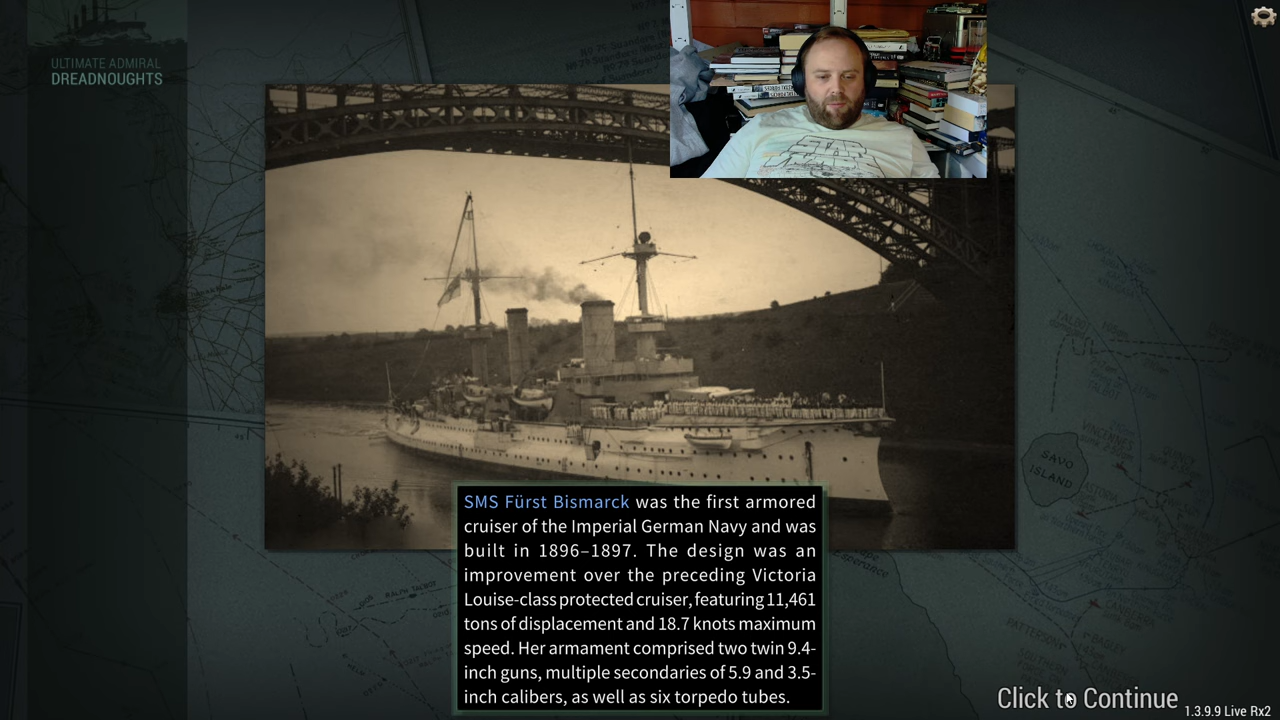 ULTIMATE ADMIRAL
DREADNOUGHTS
SMS Fürst Bismarck was the first armored
cruiser of the Imperial German Navy and was
built in 1896–1897. The design was an
improvement over the preceding Victoria
Louise-class protected cruiser, featuring 11,461
tons of displacement and 18.7 knots maximum
speed. Her armament comprised two twin 9.4-
inch guns, multiple secondaries of 5.9 and 3.5-
inch calibers, as well as six torpedo tubes.
SAVO
ISLAND
Click to Continue
1.3.9.9 Live Rx2